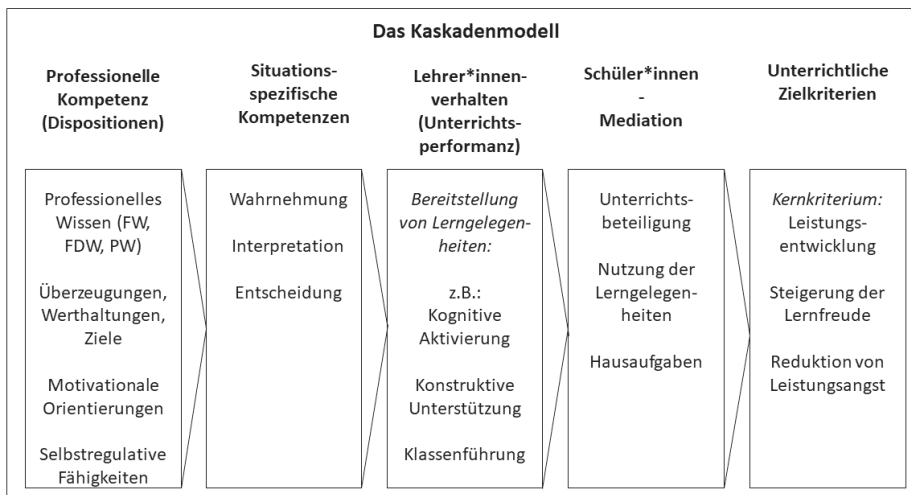 Das Kaskadenmodell
Professionelle
Kompetenz
(Dispositionen)
Situations-
spezifische
Kompetenzen
Lehrer*innen-
verhalten
(Unterrichts-
performanz)
Schüler*innen
-
Mediation
Unterrichtliche
Zielkriterien
Professionelles
Wissen (FW,
FDW, PW)
Überzeugungen,
Werthaltungen,
Ziele
Motivationale
Orientierungen
Selbstregulative
Fähigkeiten
Wahrnehmung
Interpretation
Entscheidung
Bereitstellung
von Lerngelegen-
heiten:
z.B.:
Kognitive
Aktivierung
Konstruktive
Unterstützung
Klassenführung
Unterrichts-
beteiligung
Nutzung der
Lerngelegen-
heiten
Hausaufgaben
Kernkriterium:
Leistungs-
entwicklung
Steigerung der
Lernfreude
Reduktion von
Leistungsangst